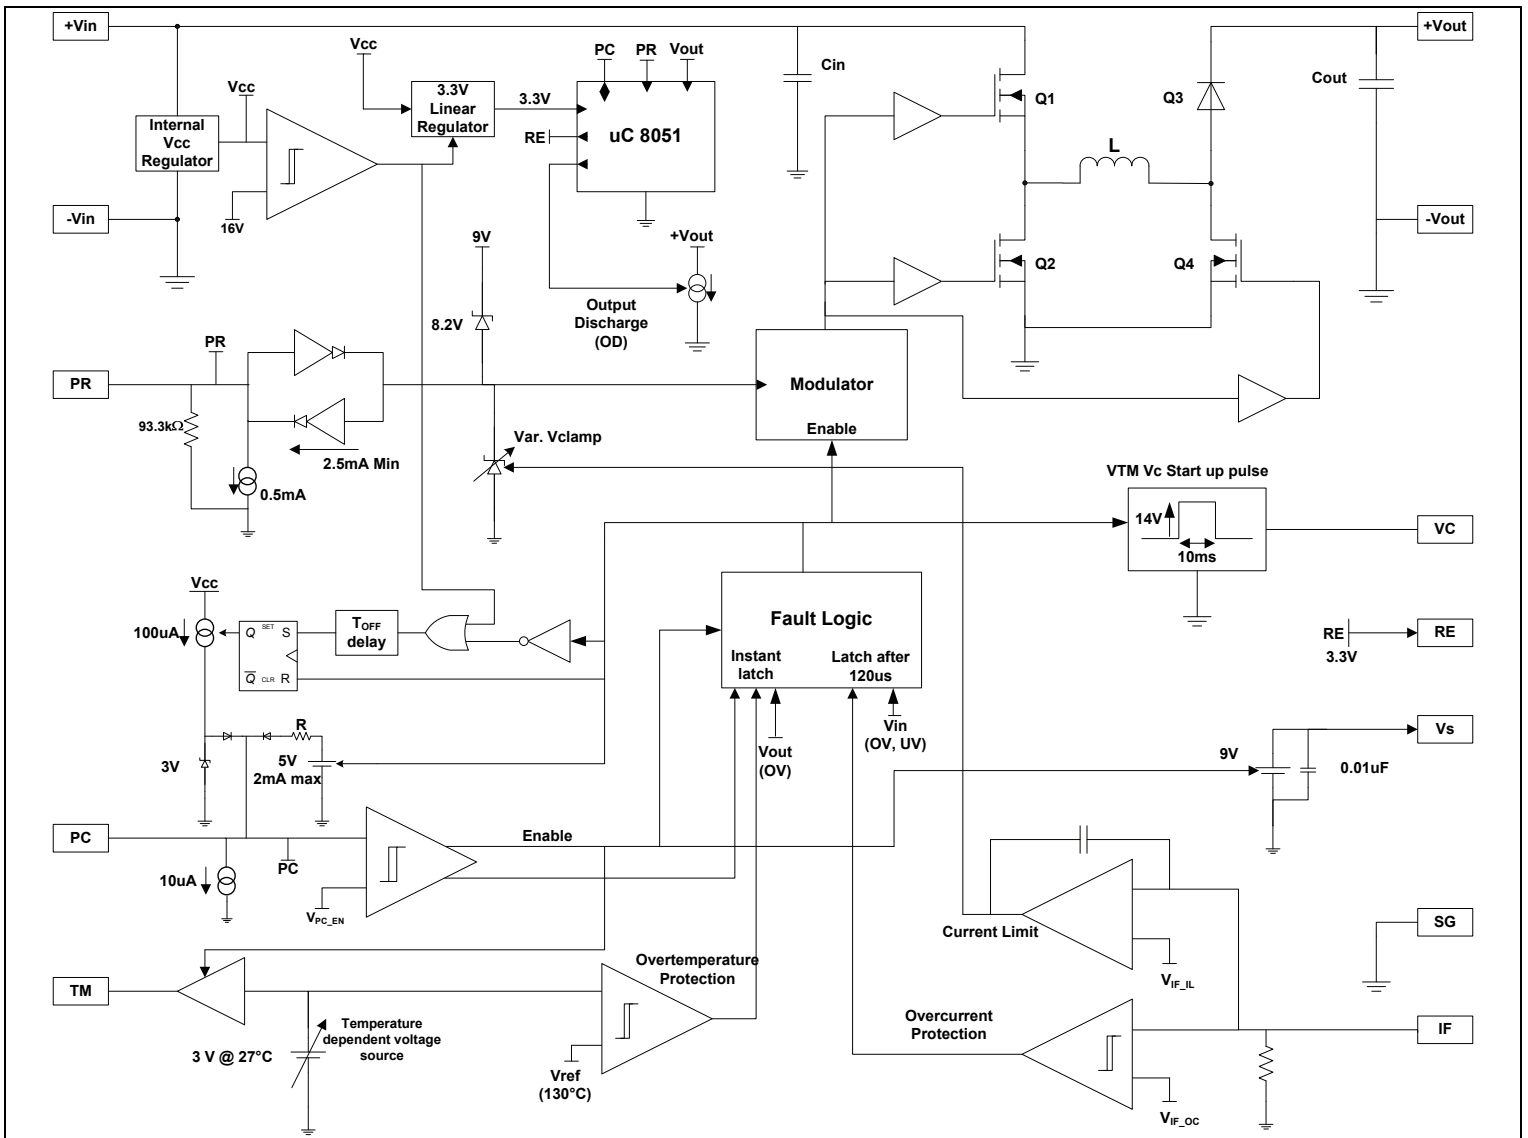 +Vin
Vcc
Vcc
3.3V
Linear
Regulator
3.3V
PC
PR
Vout
RE
uC 8051
Cin
Q1
Q3
Cout
+Vout
Internal
Vcc
Regulator
16V
-Vin
L
-Vout
9V
+Vout
Q2
Q4
8.2V
Output
Discharge
(OD)
PR
PR
93.3kΩ
2.5mA Min
0.5mA
Var. Vclamp
Modulator
Enable
VTM Vc Start up pulse
14V
10ms
VC
Vcc
100uA
Q
SET
S
Q
CLR
R
TOFF
delay
Fault Logic
Instant
latch
Latch after
120us
RE
3.3V
RE
R
3V
5V
2mA max
Vout
(OV)
Vin
(OV, UV)
9V
0.01uF
Vs
PC
PC
10uA
VPC_EN
Enable
Current Limit
VIF_IL
SG
TM
Overtemperature
Protection
3 V @ 27°C
Temperature
dependent voltage
source
Vref
(130°C)
Overcurrent
Protection
VIF_OC
IF